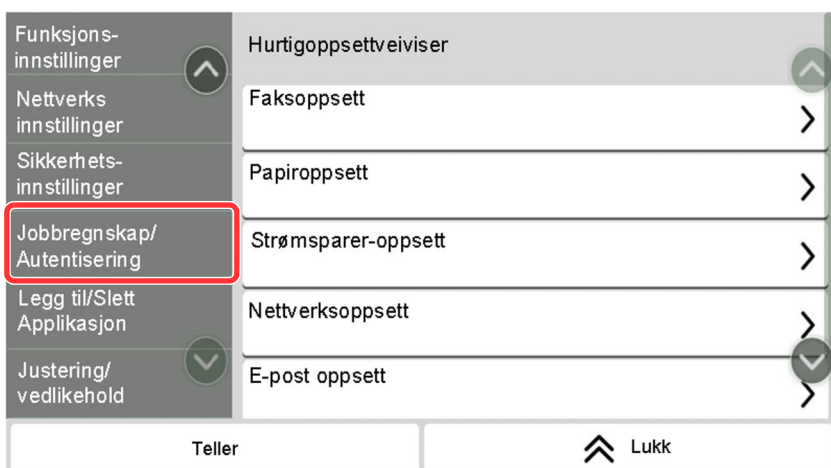 Funksjons-
innstillinger
Nettverks
innstillinger
Sikkerhets-
innstillinger
Jobbregnskap/
Autentisering
Legg til/Slett
Applikasjon
Justering/
vedlikehold
Hurtigoppsettveiviser
Faksoppsett
Papiroppsett
Strømsparer-oppsett
Nettverksoppsett
E-post oppsett
Teller
Lukk